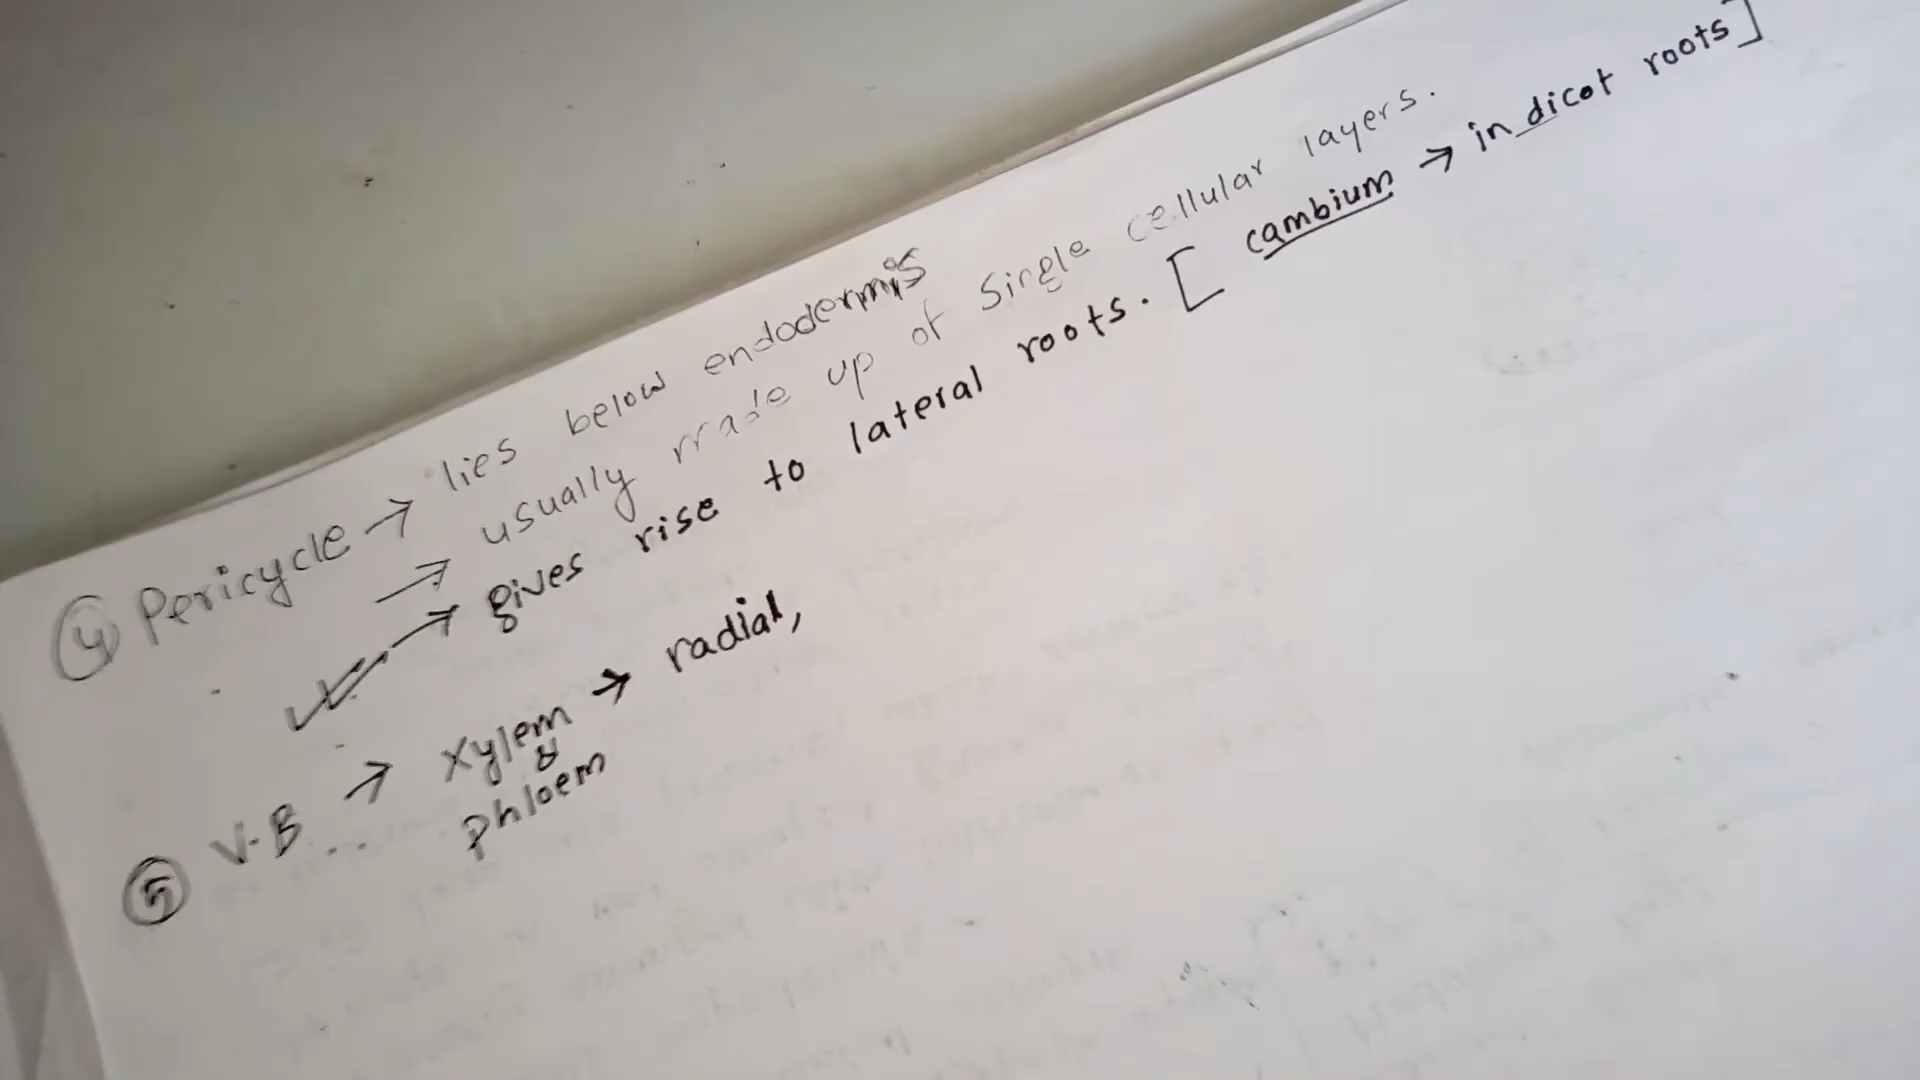 ④ Pericycle → lies below endodermis
→ usually made up of single cellular layers.
→ gives rise to lateral roots. [cambium → in dicot roots]
⑤ V.B → Xylem → radial,
&
phloem